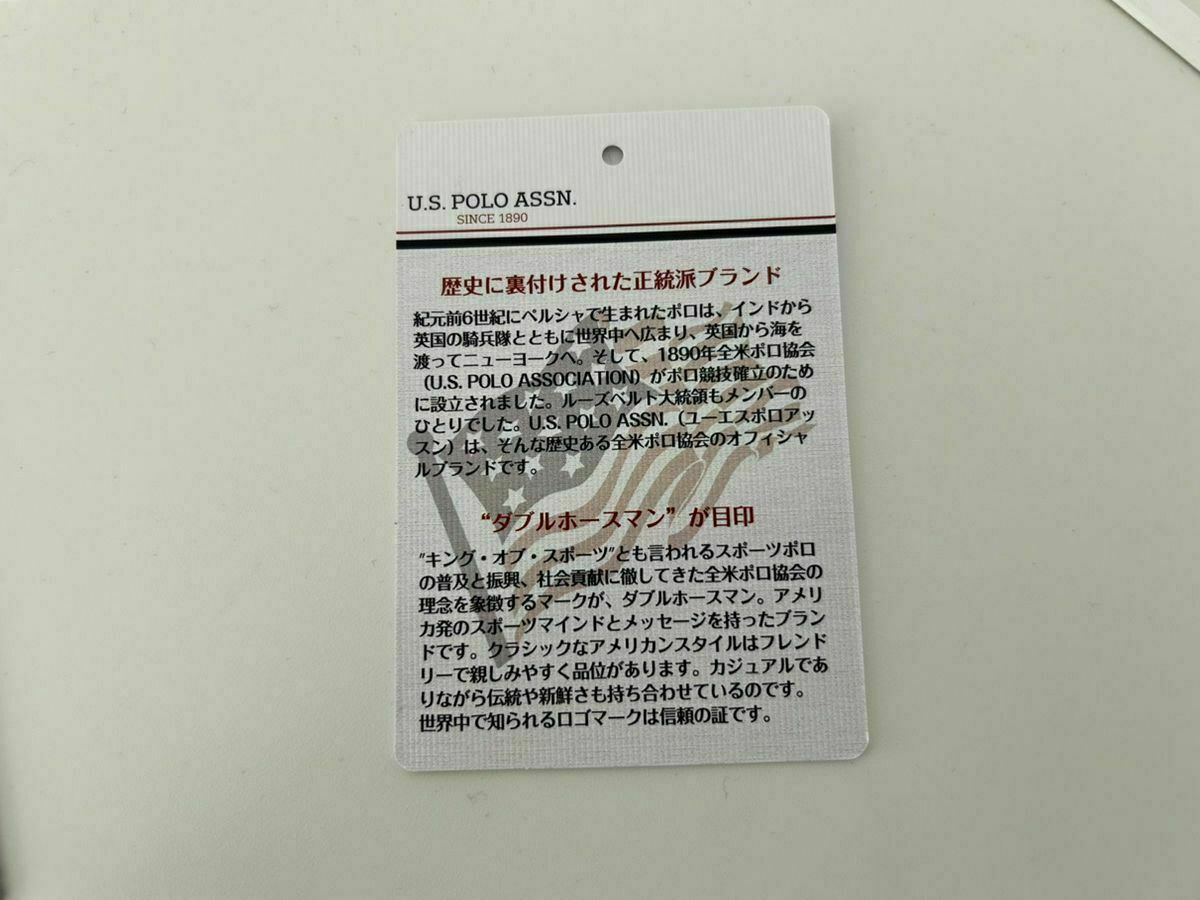 U.S. POLO ASSN.
SINCE 1890
歴史に裏付けされた正統派ブランド
紀元前6世紀にペルシャで生まれたポロは、インドから
英国の騎兵隊とともに世界中へ広まり、英国から海を
渡ってニューヨークへ。そして、1890年全米ポロ協会
（U.S. POLO ASSOCIATION）がポロ競技確立のため
に設立されました。ルーズベルト大統領もメンバーの
ひとりでした。U.S. POLO ASSN.（ユーエスポロアッ
スン）は、そんな歴史ある全米ポロ協会のオフィシャ
ルブランドです。
“ダブルホースマン”が目印
"キング・オブ・スポーツ"とも言われるスポーツポロ
の普及と振興、社会貢献に徹してきた全米ポロ協会の
理念を象徴するマークが、ダブルホースマン。アメリ
カ発のスポーツマインドとメッセージを持ったブラン
ドです。クラシックなアメリカンスタイルはフレンド
リーで親しみやすく品位があります。カジュアルであ
りながら伝統や新鮮さも持ち合わせているのです。
世界中で知られるロゴマークは信頼の証です。